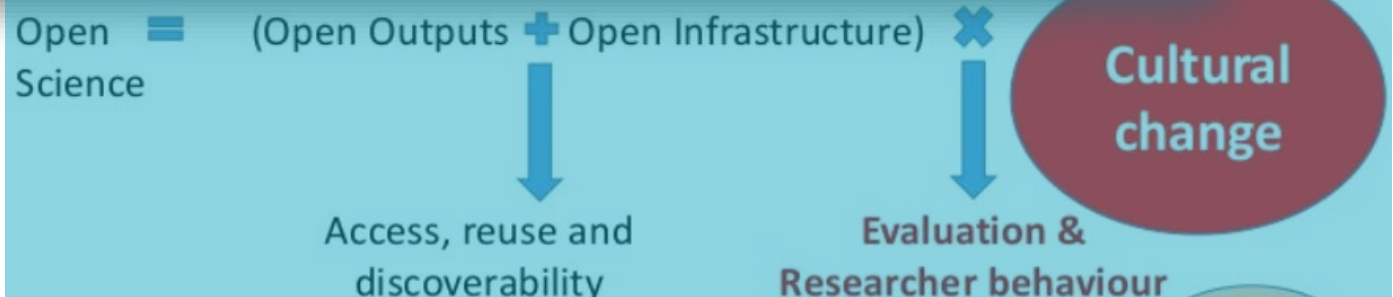 Open = (Open Outputs + Open Infrastructure) ×
Science
Cultural
change
Access, reuse and
discoverability
Evaluation &
Researcher behaviour